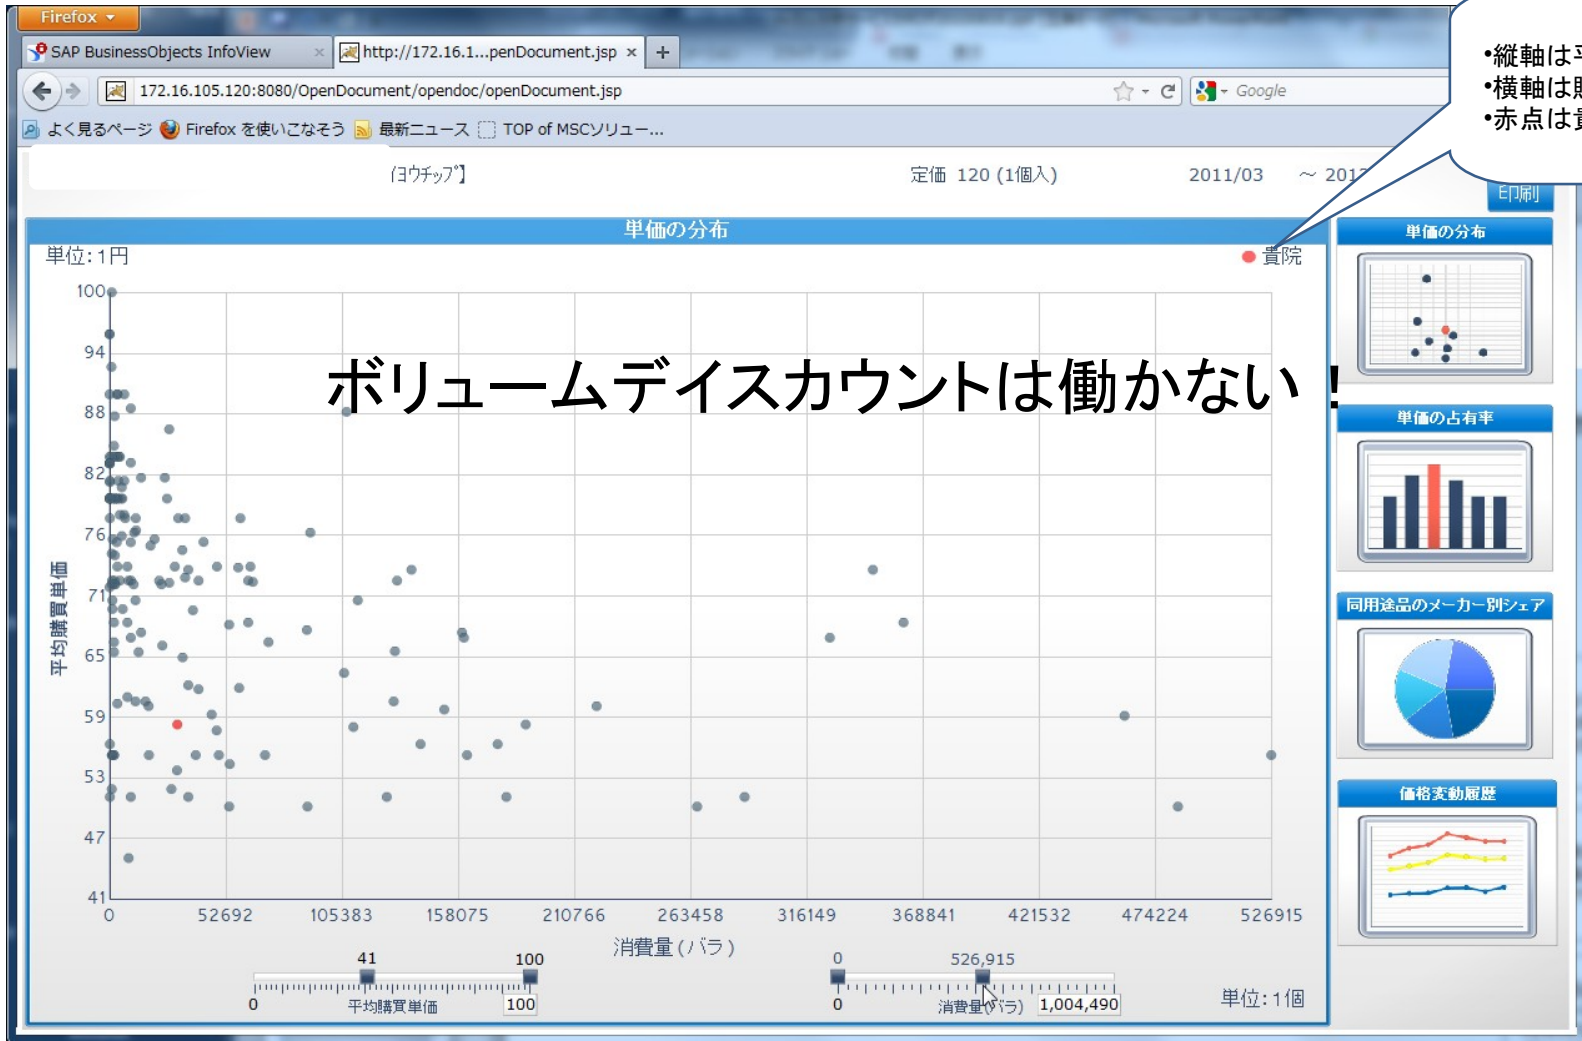 Firefox
SAP BusinessObjects InfoView
http://172.16.1...penDocument.jsp
172.16.105.120:8080/OpenDocument/opendoc/openDocument.jsp
Google
よく見るページ
Firefox を使いこなそう
最新ニュース
TOP of MSCソリュー...
•縦軸は
•横軸は
•赤点は
(ヨウチップ】
定価 120 (1個入)
2011/03 ～ 201
印刷
単価の分布
単位:1円
貴院
ボリュームデイスカウントは働かない！
100
94
88
82
76
71
65
59
53
47
41
平均購買単価
0 52692 105383 158075 210766 263458 316149 368841 421532 474224 526915
消費量(バラ)
41 100
0 平均購買単価 100
0 526,915
0 消費量(バラ) 1,004,490
単位:1個
単価の分布
単価の占有率
同用途品のメーカー別シェア
価格変動履歴